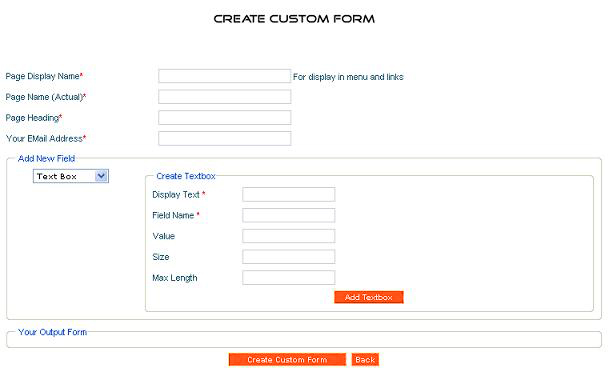 CREATE CUSTOM FORM
Page Display Name* For display in menu and links
Page Name (Actual)*
Page Heading*
Your EMail Address*
Add New Field
Text Box
Create Textbox
Display Text *
Field Name *
Value
Size
Max Length
Add Textbox
Your Output Form
Create Custom Form Back